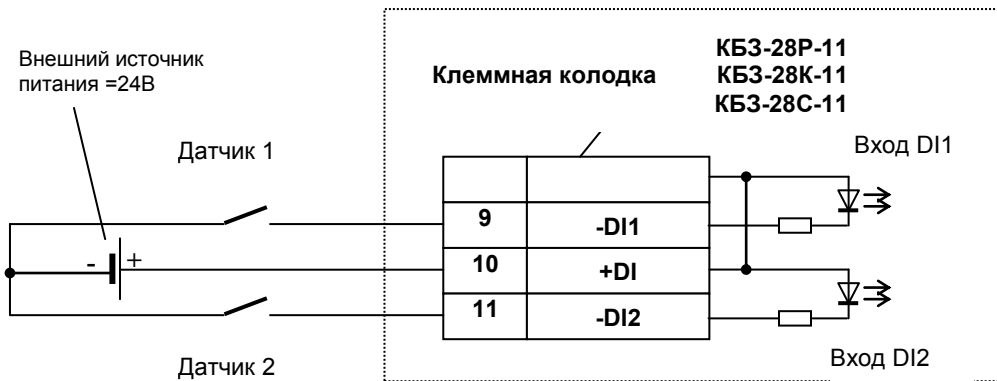 Внешний источник
питания =24В
Датчик 1
Клеммная колодка
КБЗ-28Р-11
КБЗ-28К-11
КБЗ-28С-11
Вход DI1
9 -DI1
- +
10 +DI
11 -DI2
Датчик 2
Вход DI2